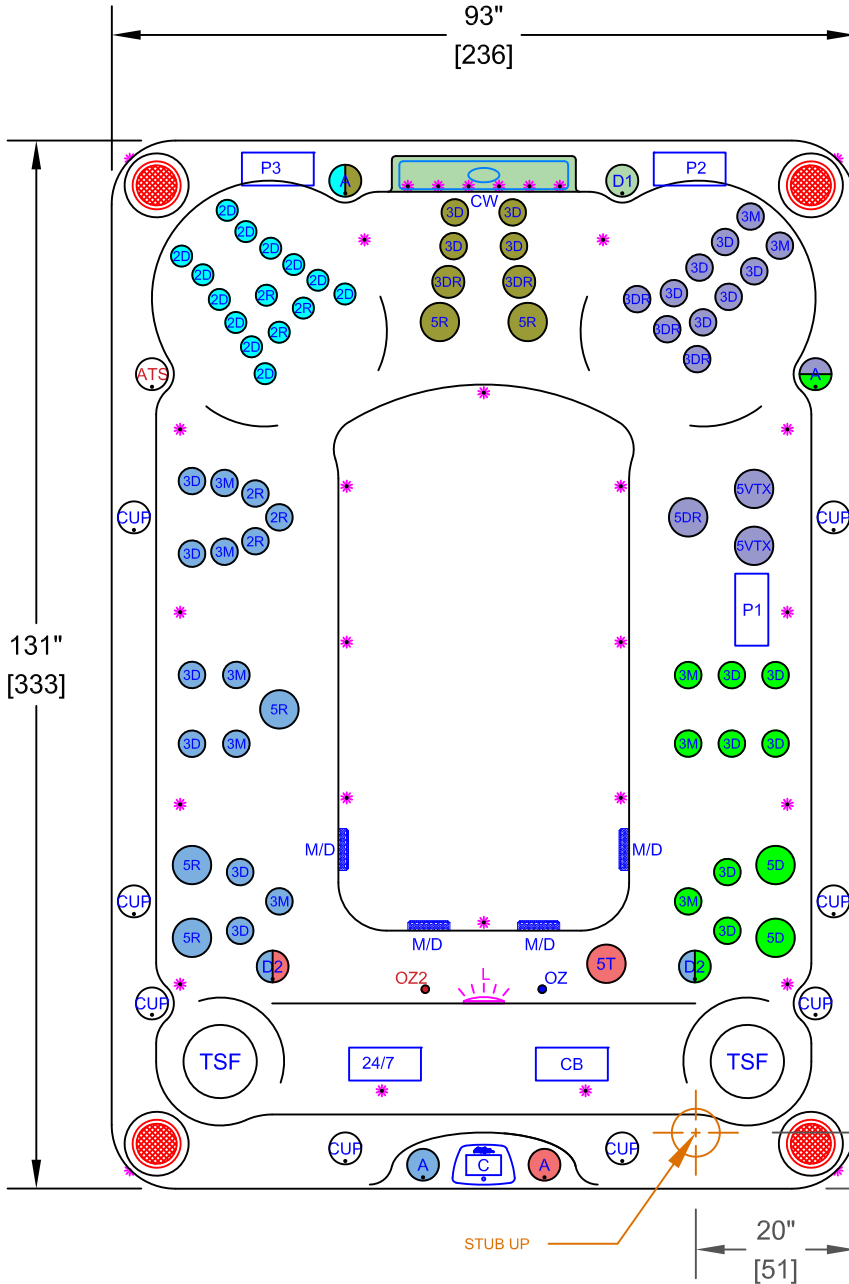 93"
[236]
P3
A
D1
P2
CW
2D
2D
2D
2D
2D
2D
2D
2D
2D
2D
2D
2D
2D
2R
2R
2R
3D
3D
3D
3D
3DR
3DR
5R
5R
3M
3M
3D
3D
3D
3D
3D
3D
3DR
3DR
3DR
ATS
A
3D
3M
2R
2R
2R
3D
3M
5VTX
5DR
5VTX
CUP
CUP
P1
131"
[333]
3D
3M
5R
3D
3M
3M
3D
3D
3M
3D
3D
M/D
M/D
5R
3D
3M
3D
5R
3D
5D
3M
3D
5D
CUP
CUP
M/D
M/D
D2
5T
D2
L
OZ2
OZ
CUP
CUP
TSF
24/7
CB
TSF
CUP
A
C
A
CUP
STUB UP
20"
[51]